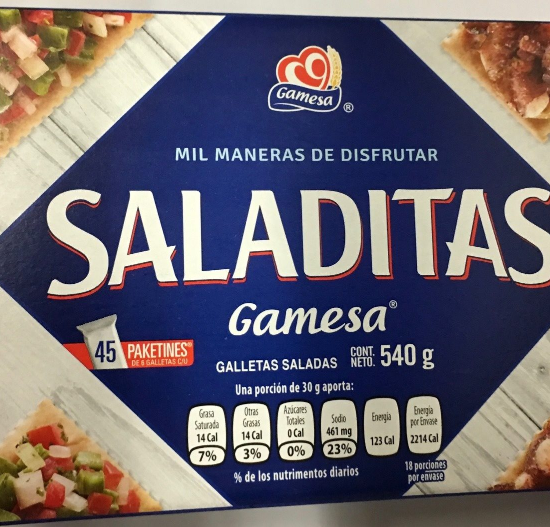 Gamesa®
MIL MANERAS DE DISFRUTAR
SALADITAS
Gamesa®
45 PAKETINES®
DE 6 GALLETAS C/U
GALLETAS SALADAS CONT. NETO. 540 g
Una porción de 30 g aporta:
Grasa Saturada 14 Cal 7%
Otras Grasas 14 Cal 3%
Azúcares Totales 0 Cal 0%
Sodio 461 mg 23%
Energía 123 Cal
Energía por Envase 2214 Cal
% de los nutrimentos diarios
18 porciones
por envase